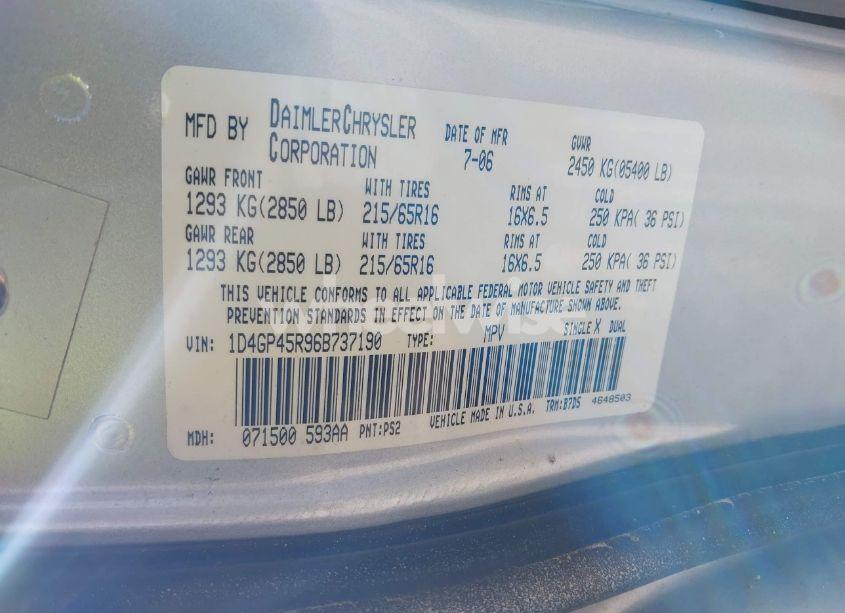 MFD BY DAIMLERCHRYSLER CORPORATION DATE OF MFR 7-06 GVWR 2450 KG(05400 LB)
GAWR FRONT WITH TIRES RIMS AT COLD
1293 KG(2850 LB) 215/65R16 16X6.5 250 KPA( 36 PSI)
GAWR REAR WITH TIRES RIMS AT COLD
1293 KG(2850 LB) 215/65R16 16X6.5 250 KPA( 36 PSI)
THIS VEHICLE CONFORMS TO ALL APPLICABLE FEDERAL MOTOR VEHICLE SAFETY AND THEFT
PREVENTION STANDARDS IN EFFECT ON THE DATE OF MANUFACTURE SHOWN ABOVE.
VIN: 1D4GP45R96B737190 TYPE: MPV SINGLE X DUAL
MDH: 071500 593AA PNT:PS2 VEHICLE MADE IN U.S.A. TRM:B7D5 4648503
wheelwise